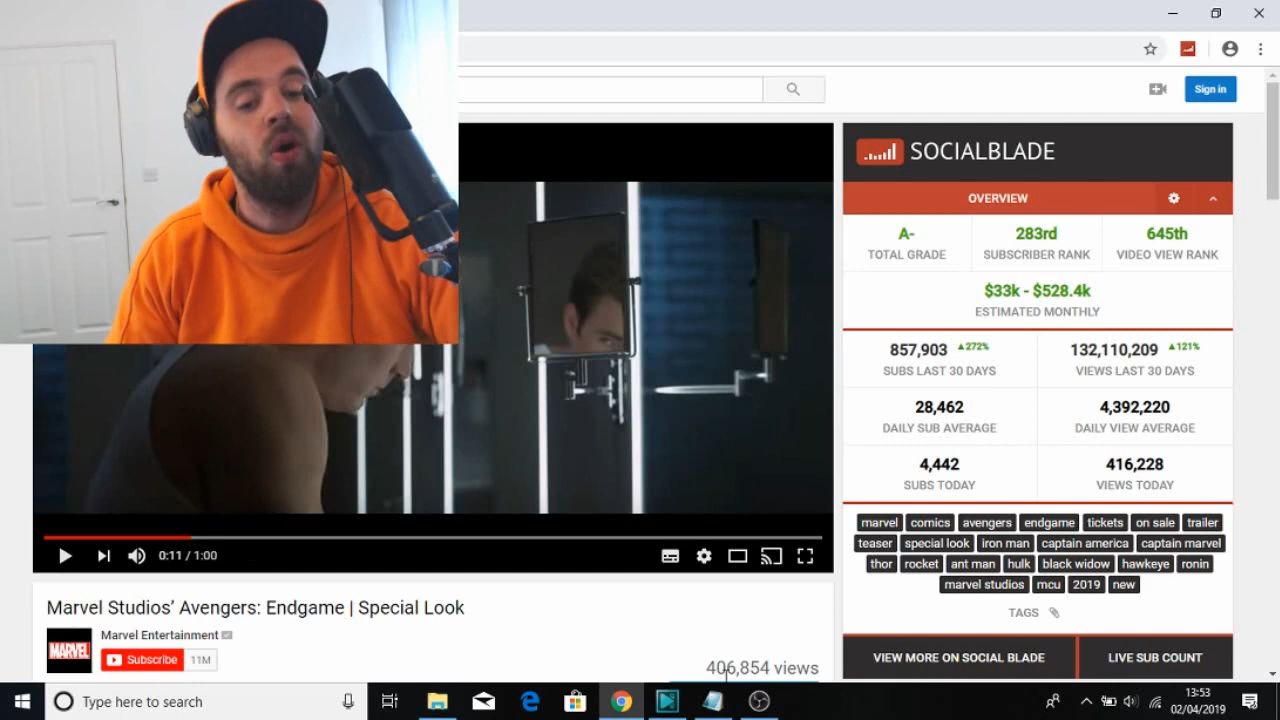 Sign in
SOCIALBLADE
OVERVIEW
A- 283rd 645th
TOTAL GRADE SUBSCRIBER RANK VIDEO VIEW RANK
$33k - $528.4k
ESTIMATED MONTHLY
857,903 ▲272% 132,110,209 ▲121%
SUBS LAST 30 DAYS VIEWS LAST 30 DAYS
28,462 4,392,220
DAILY SUB AVERAGE DAILY VIEW AVERAGE
4,442 416,228
SUBS TODAY VIEWS TODAY
marvel comics avengers endgame tickets on sale trailer
teaser special look iron man captain america captain marvel
thor rocket ant man hulk black widow hawkeye ronin
marvel studios mcu 2019 new
TAGS
VIEW MORE ON SOCIAL BLADE LIVE SUB COUNT
0:11 / 1:00
Marvel Studios' Avengers: Endgame | Special Look
MARVEL
Marvel Entertainment
Subscribe 11M
406,854 views
Type here to search
13:53
02/04/2019